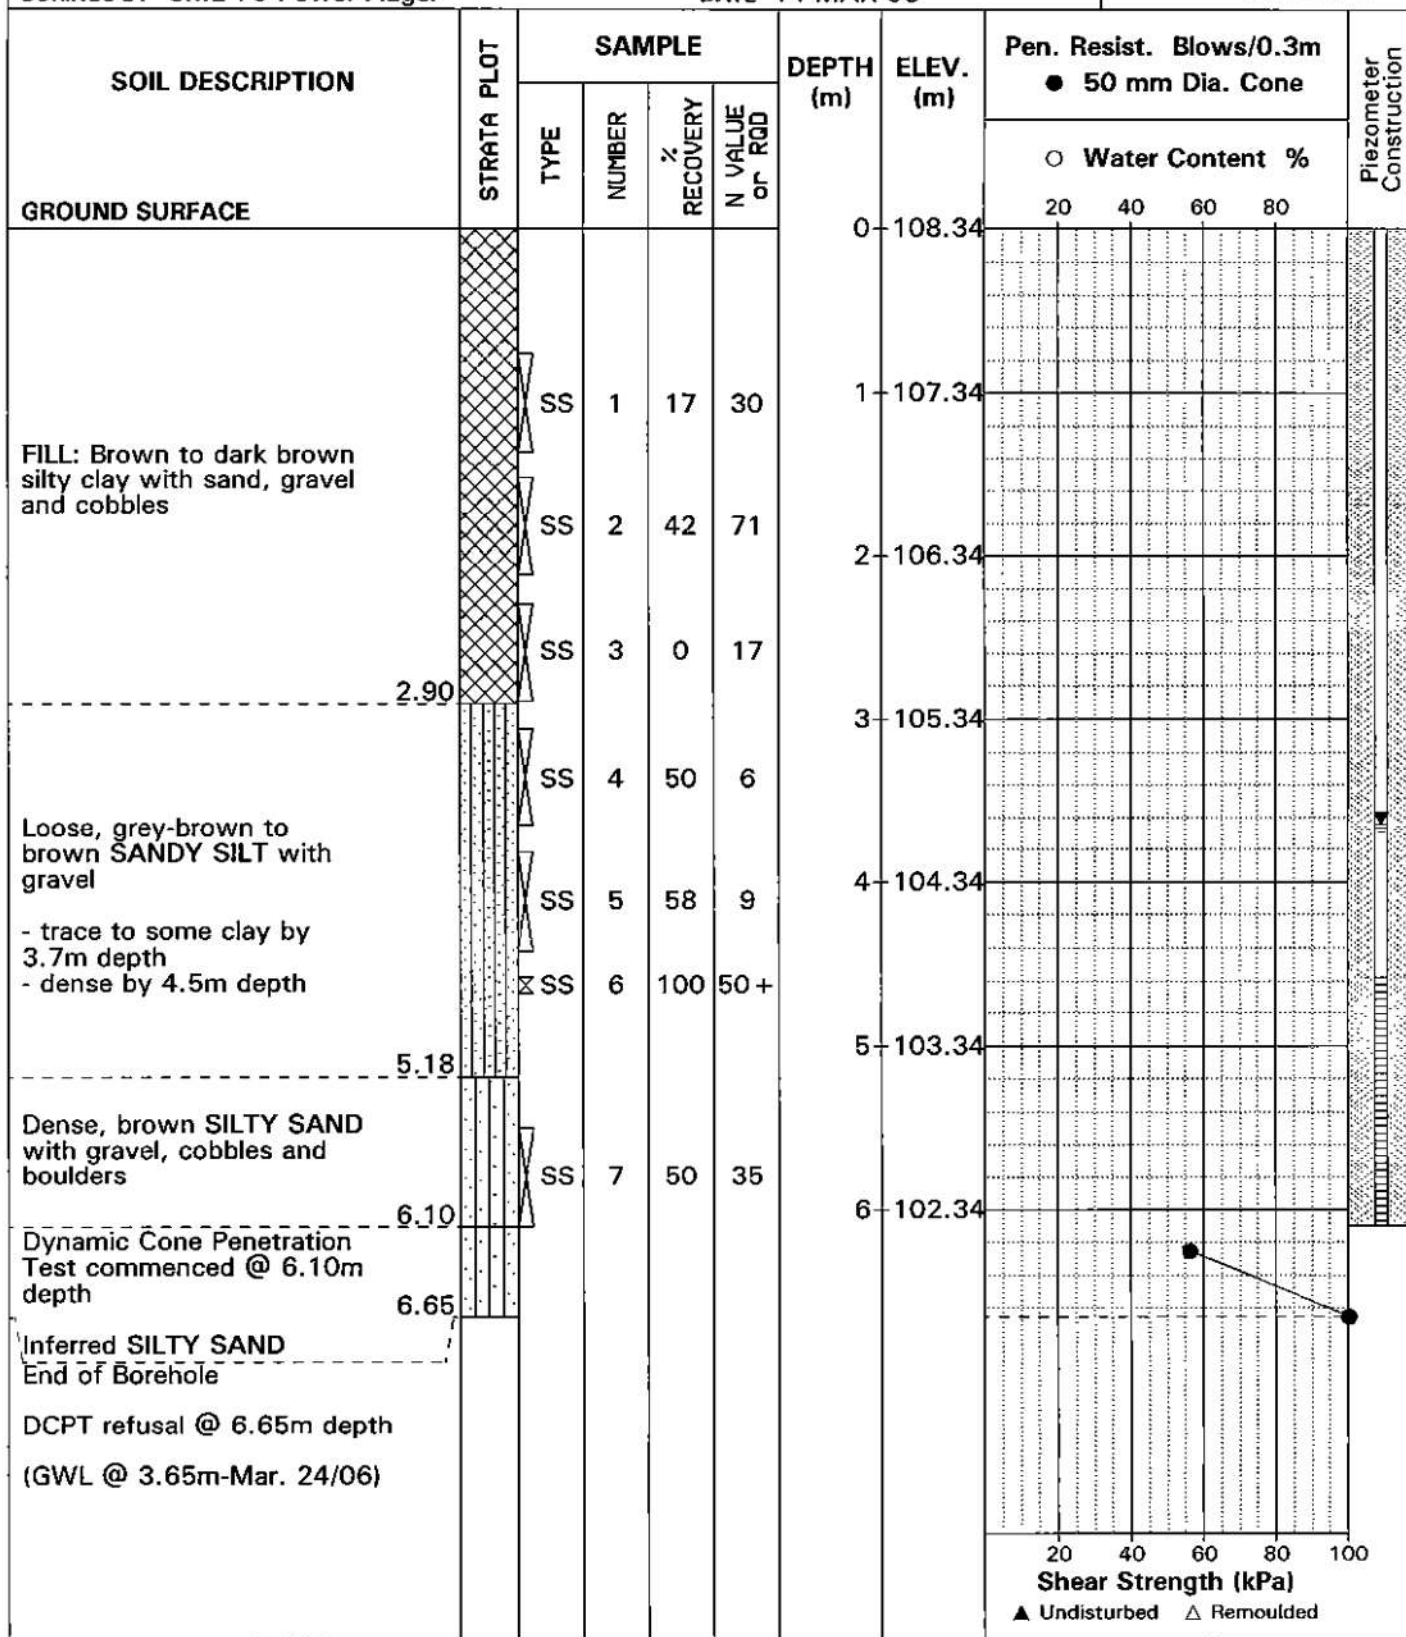 SOIL DESCRIPTION
GROUND SURFACE
STRATA PLOT
SAMPLE
TYPE
NUMBER
%
RECOVERY
N VALUE
or RQD
DEPTH
(m)
ELEV.
(m)
Pen. Resist. Blows/0.3m
● 50 mm Dia. Cone
○ Water Content %
20 40 60 80
Piezometer
Construction
0 108.34
SS 1 17 30
1 107.34
FILL: Brown to dark brown
silty clay with sand, gravel
and cobbles
SS 2 42 71
2 106.34
SS 3 0 17
2.90
3 105.34
SS 4 50 6
Loose, grey-brown to
brown SANDY SILT with
gravel
4 104.34
SS 5 58 9
- trace to some clay by
3.7m depth
- dense by 4.5m depth
SS 6 100 50+
5 103.34
5.18
Dense, brown SILTY SAND
with gravel, cobbles and
boulders
SS 7 50 35
6.10
6 102.34
Dynamic Cone Penetration
Test commenced @ 6.10m
depth
6.65
Inferred SILTY SAND
End of Borehole
DCPT refusal @ 6.65m depth
(GWL @ 3.65m-Mar. 24/06)
20 40 60 80 100
Shear Strength (kPa)
▲ Undisturbed △ Remoulded